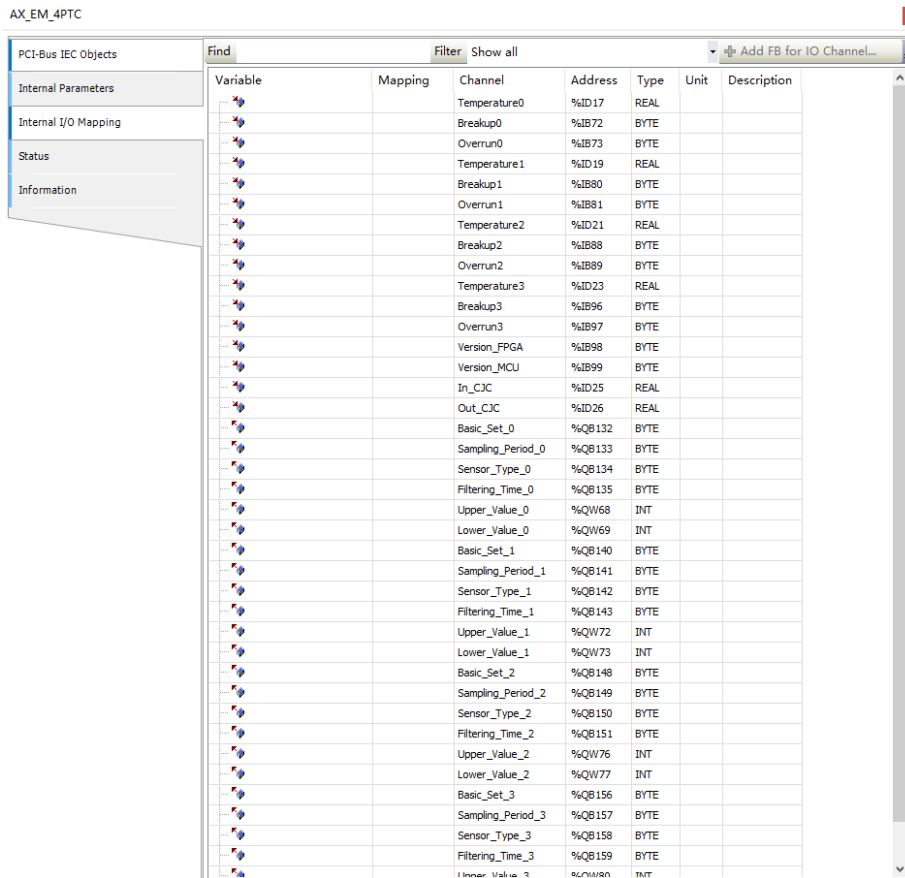 AX_EM_4PTC
PCI-Bus IEC Objects
Internal Parameters
Internal I/O Mapping
Status
Information
Find Filter Show all Add FB for IO Channel...
Variable Mapping Channel Address Type Unit Description
Temperature0 %ID17 REAL
Breakup0 %IB72 BYTE
Overrun0 %IB73 BYTE
Temperature1 %ID19 REAL
Breakup1 %IB80 BYTE
Overrun1 %IB81 BYTE
Temperature2 %ID21 REAL
Breakup2 %IB88 BYTE
Overrun2 %IB89 BYTE
Temperature3 %ID23 REAL
Breakup3 %IB96 BYTE
Overrun3 %IB97 BYTE
Version_FPGA %IB98 BYTE
Version_MCU %IB99 BYTE
In_CJC %ID25 REAL
Out_CJC %ID26 REAL
Basic_Set_0 %QB132 BYTE
Sampling_Period_0 %QB133 BYTE
Sensor_Type_0 %QB134 BYTE
Filtering_Time_0 %QB135 BYTE
Upper_Value_0 %QW68 INT
Lower_Value_0 %QW69 INT
Basic_Set_1 %QB140 BYTE
Sampling_Period_1 %QB141 BYTE
Sensor_Type_1 %QB142 BYTE
Filtering_Time_1 %QB143 BYTE
Upper_Value_1 %QW72 INT
Lower_Value_1 %QW73 INT
Basic_Set_2 %QB148 BYTE
Sampling_Period_2 %QB149 BYTE
Sensor_Type_2 %QB150 BYTE
Filtering_Time_2 %QB151 BYTE
Upper_Value_2 %QW76 INT
Lower_Value_2 %QW77 INT
Basic_Set_3 %QB156 BYTE
Sampling_Period_3 %QB157 BYTE
Sensor_Type_3 %QB158 BYTE
Filtering_Time_3 %QB159 BYTE
Upper_Value_3 %QW80 INT